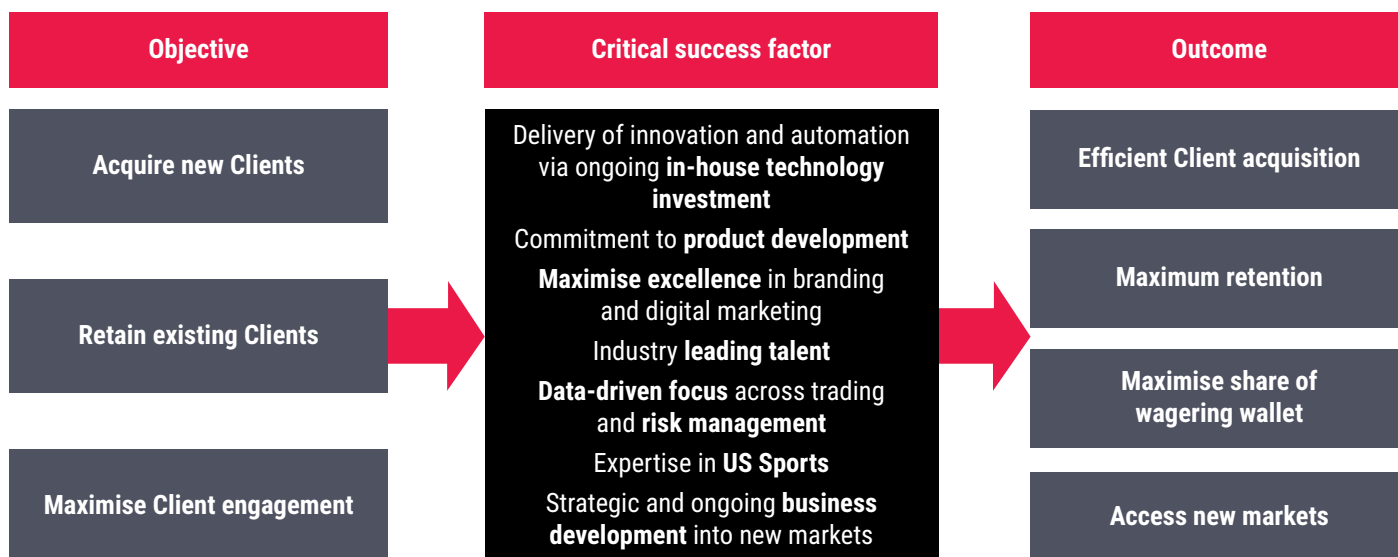 Objective
Acquire new Clients
Retain existing Clients
Maximise Client engagement
Critical success factor
Delivery of innovation and automation
via ongoing in-house technology
investment
Commitment to product development
Maximise excellence in branding
and digital marketing
Industry leading talent
Data-driven focus across trading
and risk management
Expertise in US Sports
Strategic and ongoing business
development into new markets
Outcome
Efficient Client acquisition
Maximum retention
Maximise share of
wagering wallet
Access new markets